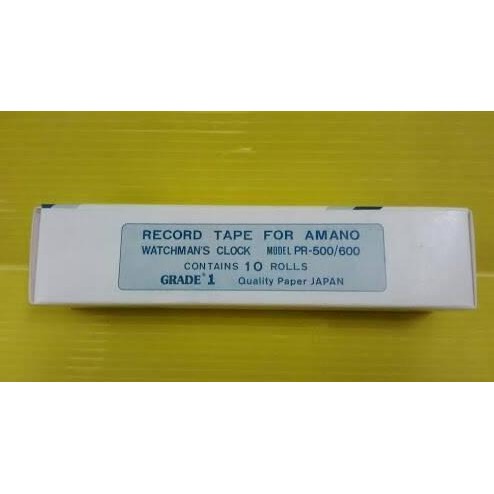 RECORD TAPE FOR AMANO
WATCHMAN'S CLOCK MODEL PR-500/600
CONTAINS 10 ROLLS
GRADE 1 Quality Paper JAPAN